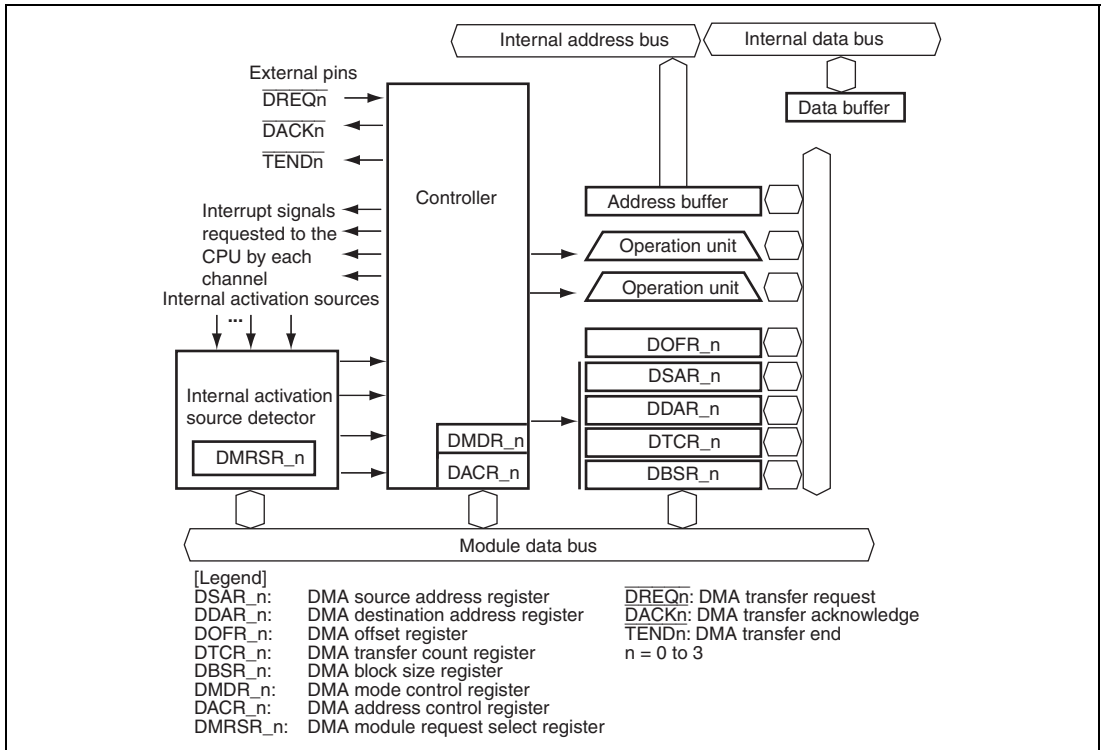 Internal address bus
Internal data bus
External pins
DREQn
DACKn
TENDn
Data buffer
Controller
Address buffer
Interrupt signals
requested to the
CPU by each
channel
Operation unit
Operation unit
Internal activation sources
...
Internal activation
source detector
DMRSR_n
DMDR_n
DACR_n
DOFR_n
DSAR_n
DDAR_n
DTCR_n
DBSR_n
Module data bus
[Legend]
DSAR_n: DMA source address register
DDAR_n: DMA destination address register
DOFR_n: DMA offset register
DTCR_n: DMA transfer count register
DBSR_n: DMA block size register
DMDR_n: DMA mode control register
DACR_n: DMA address control register
DMRSR_n: DMA module request select register
DREQn: DMA transfer request
DACKn: DMA transfer acknowledge
TENDn: DMA transfer end
n = 0 to 3